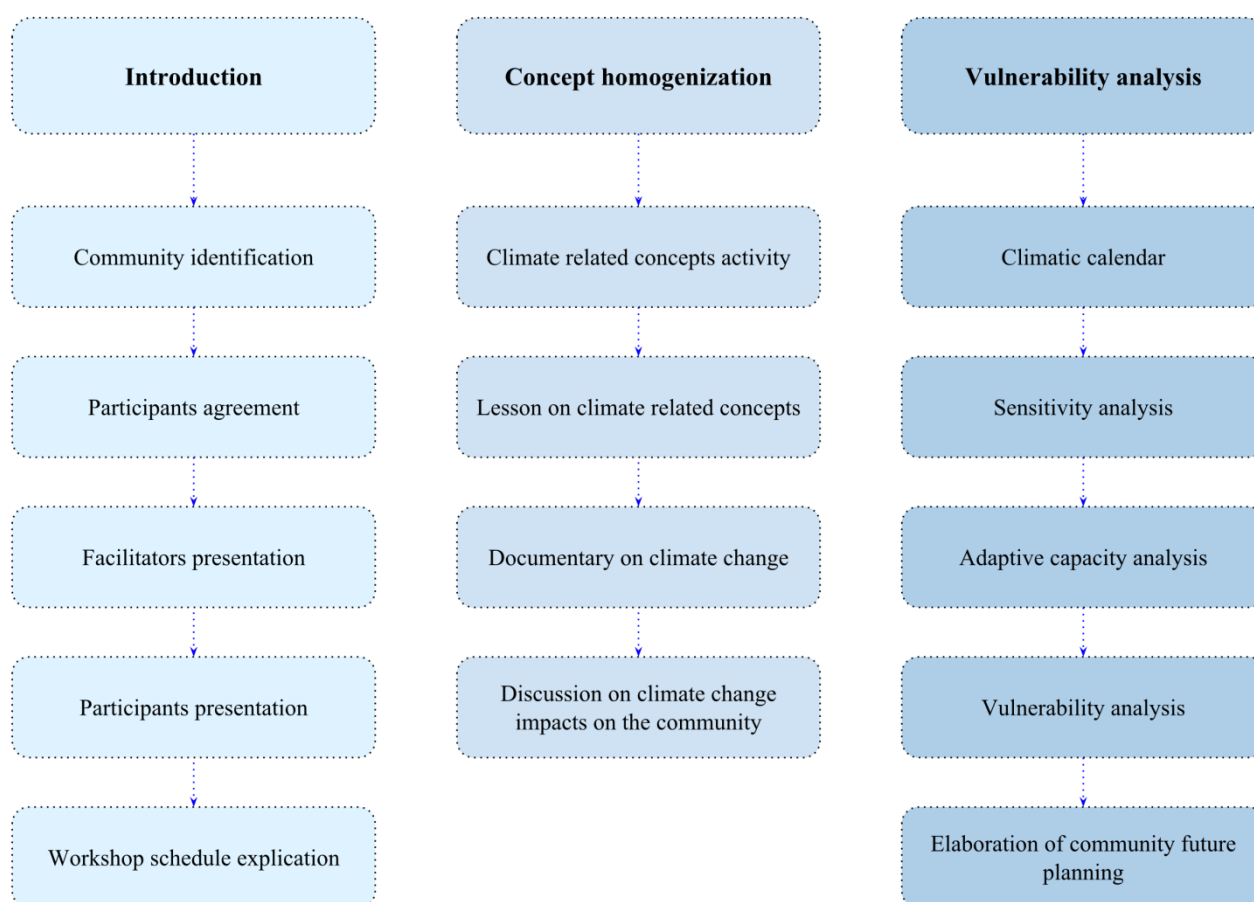 Introduction
Community identification
Participants agreement
Facilitators presentation
Participants presentation
Workshop schedule explication
Concept homogenization
Climate related concepts activity
Lesson on climate related concepts
Documentary on climate change
Discussion on climate change
impacts on the community
Vulnerability analysis
Climatic calendar
Sensitivity analysis
Adaptive capacity analysis
Vulnerability analysis
Elaboration of community future
planning